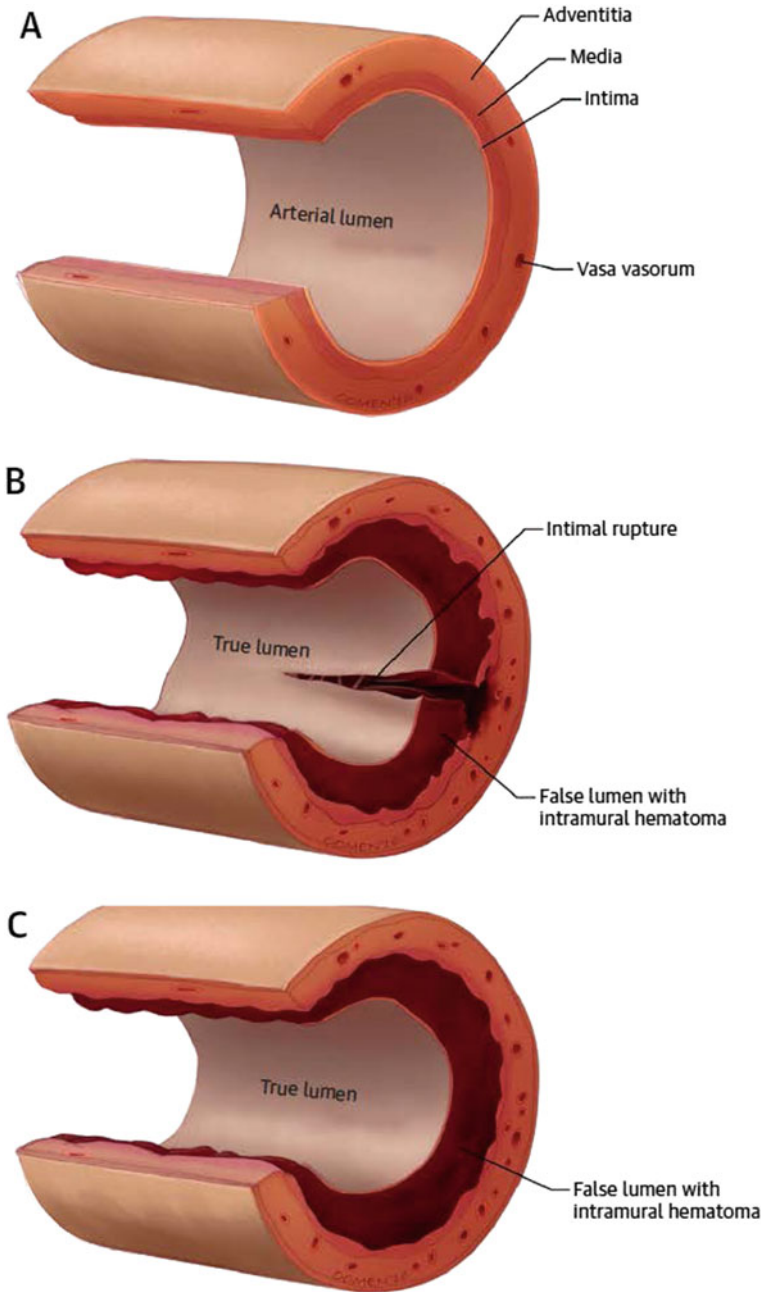 A
Adventitia
Media
Intima
Arterial lumen
Vasa vasorum
B
Intimal rupture
True lumen
False lumen with
intramural hematoma
C
True lumen
False lumen with
intramural hematoma